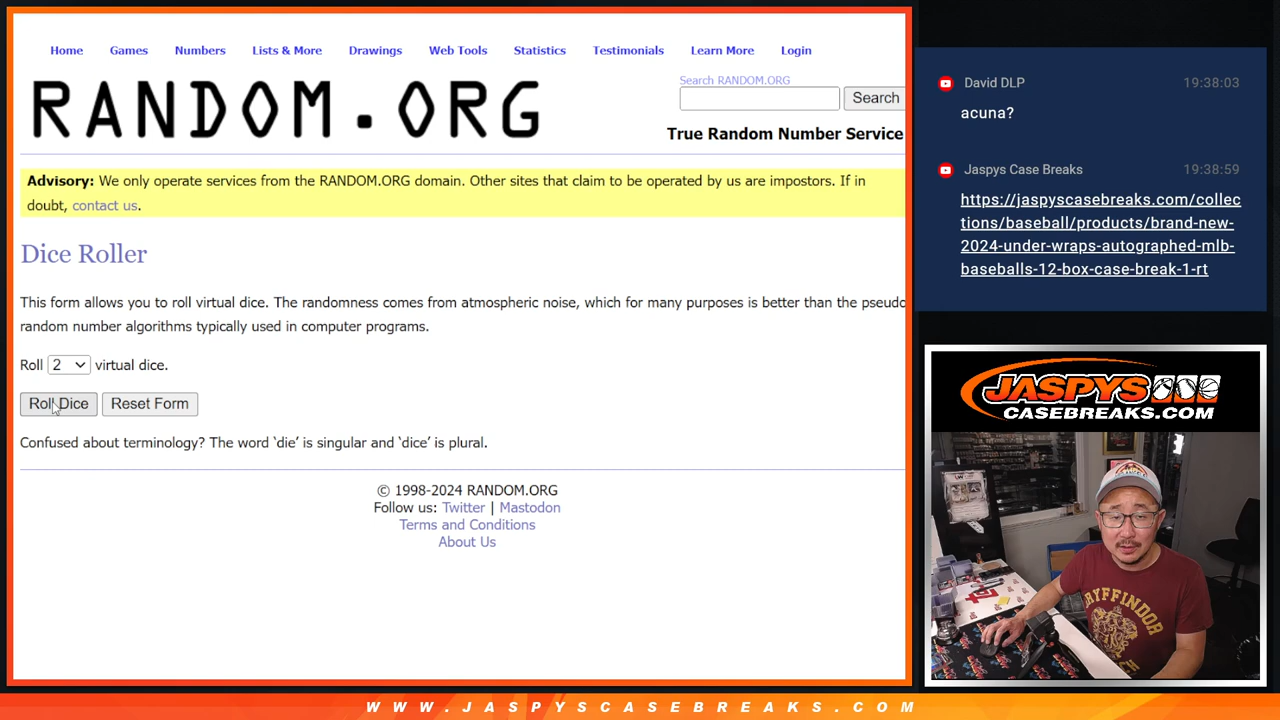 Home Games Numbers Lists & More Drawings Web Tools Statistics Testimonials Learn More Login
RANDOM.ORG
Search RANDOM.ORG
Search
True Random Number Service
Advisory: We only operate services from the RANDOM.ORG domain. Other sites that claim to be operated by us are impostors. If in
doubt, contact us.
Dice Roller
This form allows you to roll virtual dice. The randomness comes from atmospheric noise, which for many purposes is better than the pseudo
random number algorithms typically used in computer programs.
Roll 2 virtual dice.
Roll Dice Reset Form
Confused about terminology? The word ‘die’ is singular and ‘dice’ is plural.
© 1998-2024 RANDOM.ORG
Follow us: Twitter | Mastodon
Terms and Conditions
About Us
David DLP 19:38:03
acuna?
Jaspys Case Breaks 19:38:59
https://jaspyscasebreaks.com/collec
tions/baseball/products/brand-new-
2024-under-wraps-autographed-mlb-
baseballs-12-box-case-break-1-rt
JASPYS
CASEBREAKS.COM
GRYFFINDOR
WWW.JASPYSCASEBREAKS.COM